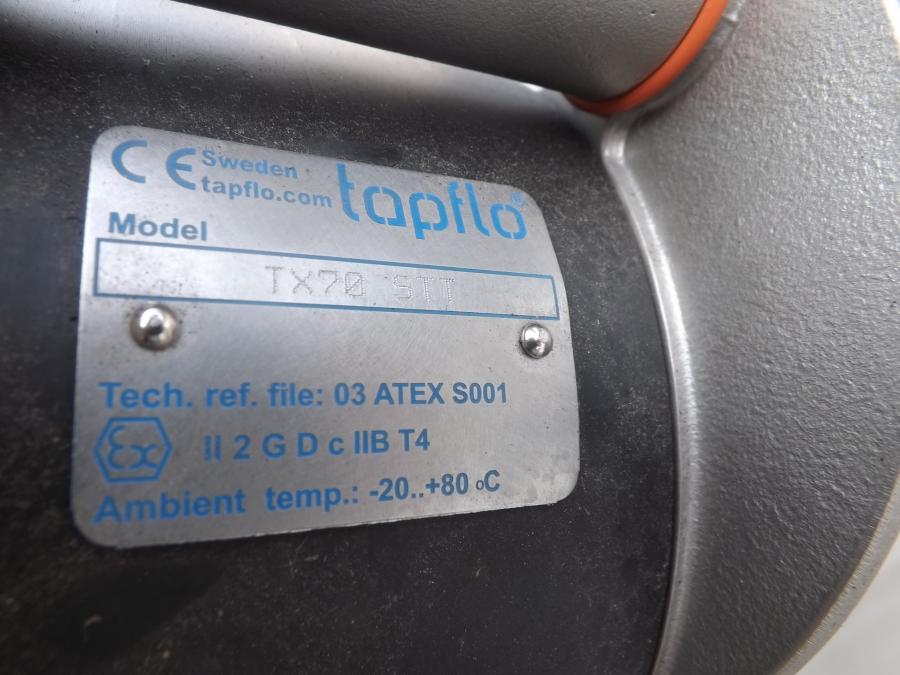 CE Sweden tapflo®
tapflo.com
Model
TX70 STT
Tech. ref. file: 03 ATEX S001
Ex II 2 G D c IIB T4
Ambient temp.: -20..+80 oC